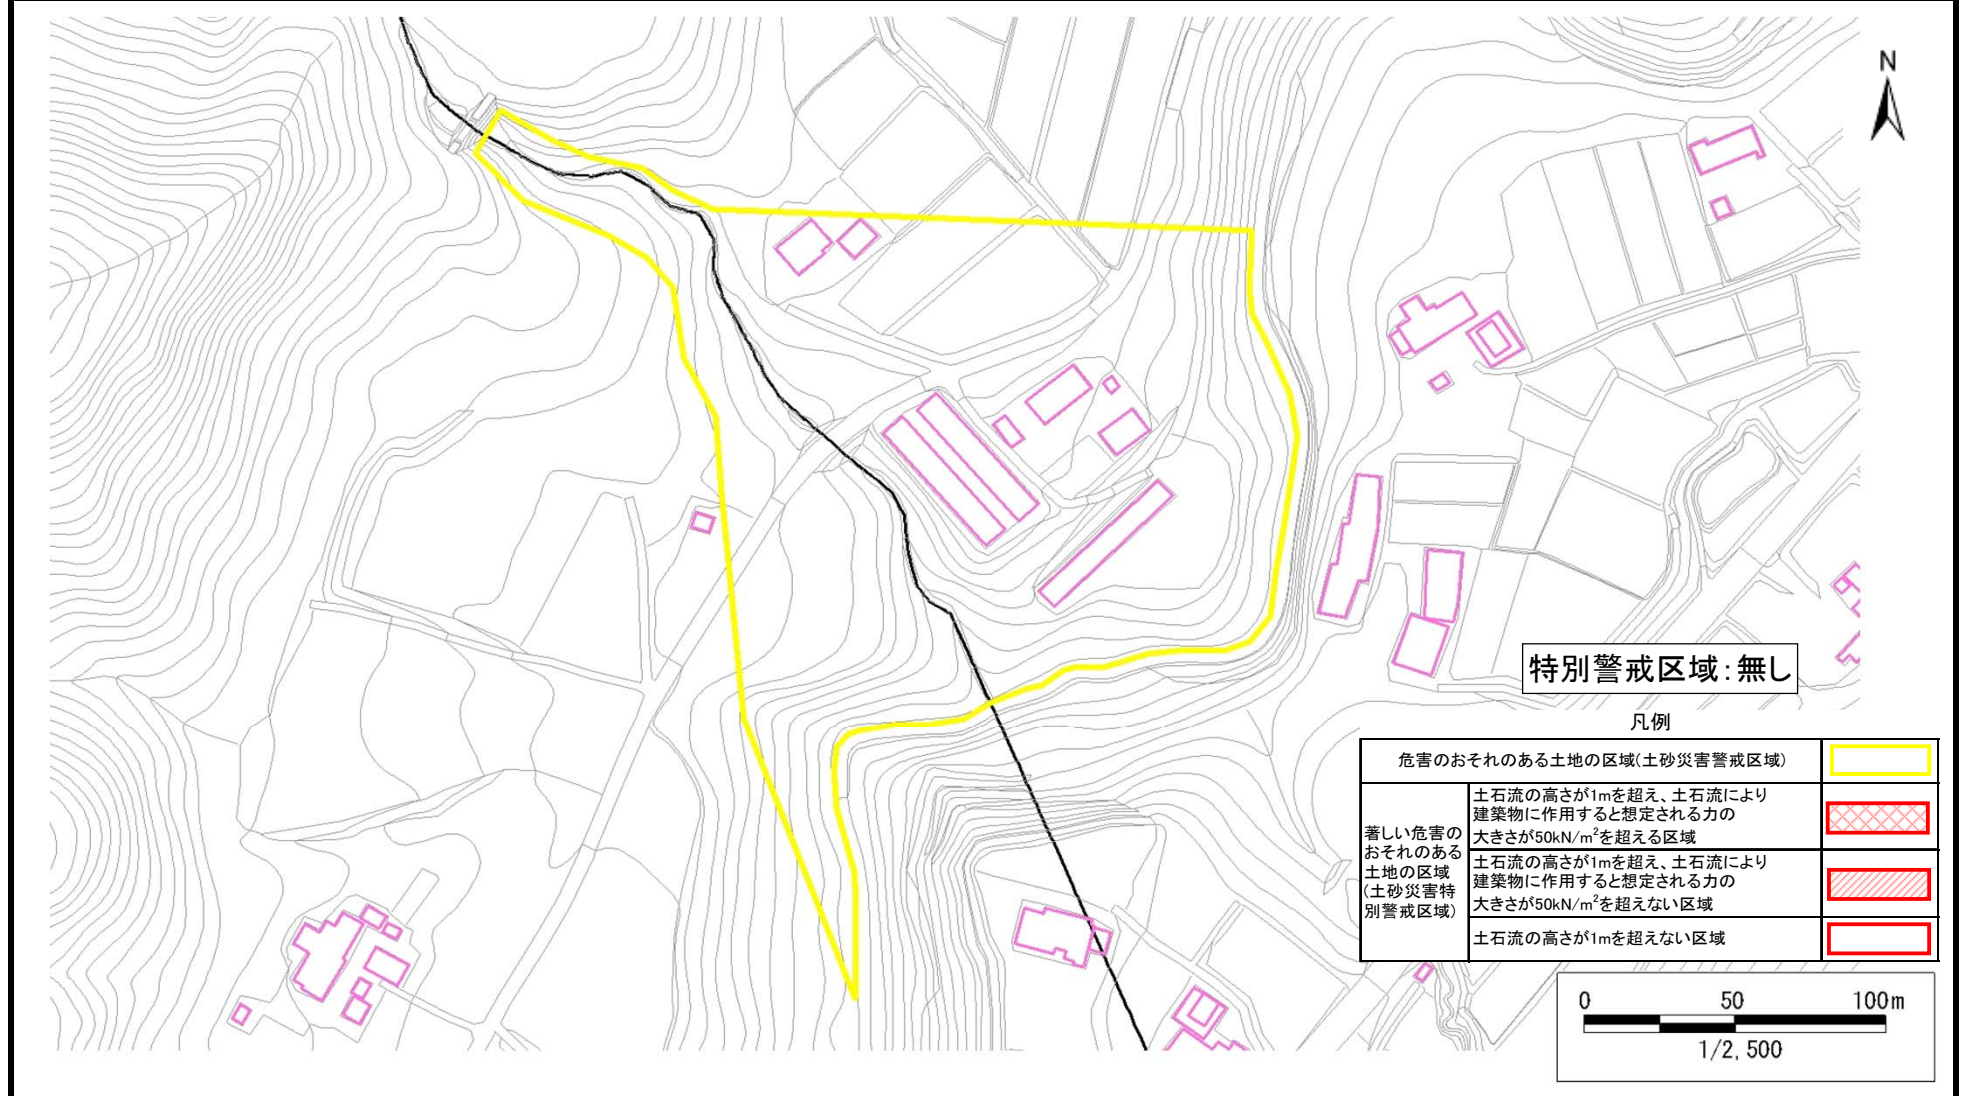 N
特別警戒区域:無し
凡例
危害のおそれのある土地の区域(土砂災害警戒区域)
著しい危害の
おそれのある
土地の区域
(土砂災害特
別警戒区域)
土石流の高さが1mを超え、土石流により
建築物に作用すると想定される力の
大きさが50kN/m²を超える区域
土石流の高さが1mを超え、土石流により
建築物に作用すると想定される力の
大きさが50kN/m²を超えない区域
土石流の高さが1mを超えない区域
0 50 100m
1/2,500